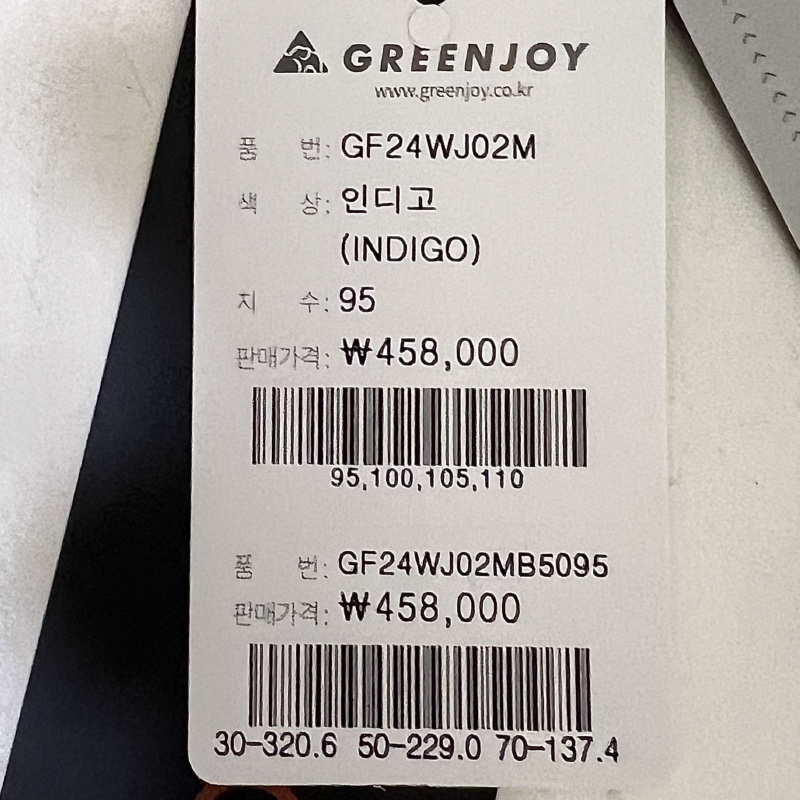 GREENJOY
www.greenjoy.co.kr
품 번: GF24WJ02M
색 상: 인디고
(INDIGO)
치 수: 95
판매가격: ₩458,000
95,100,105,110
품 번: GF24WJ02MB5095
판매가격: ₩458,000
30-320.6 50-229.0 70-137.4